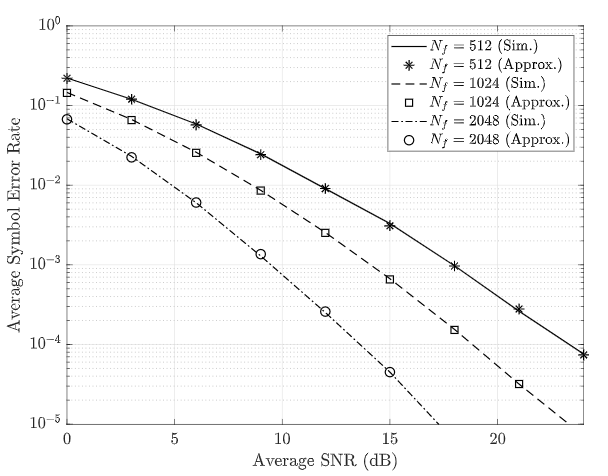 10^0
10^-1
10^-2
10^-3
10^-4
10^-5
Average Symbol Error Rate
N_f = 512 (Sim.)
N_f = 512 (Approx.)
N_f = 1024 (Sim.)
N_f = 1024 (Approx.)
N_f = 2048 (Sim.)
N_f = 2048 (Approx.)
0 5 10 15 20
Average SNR (dB)